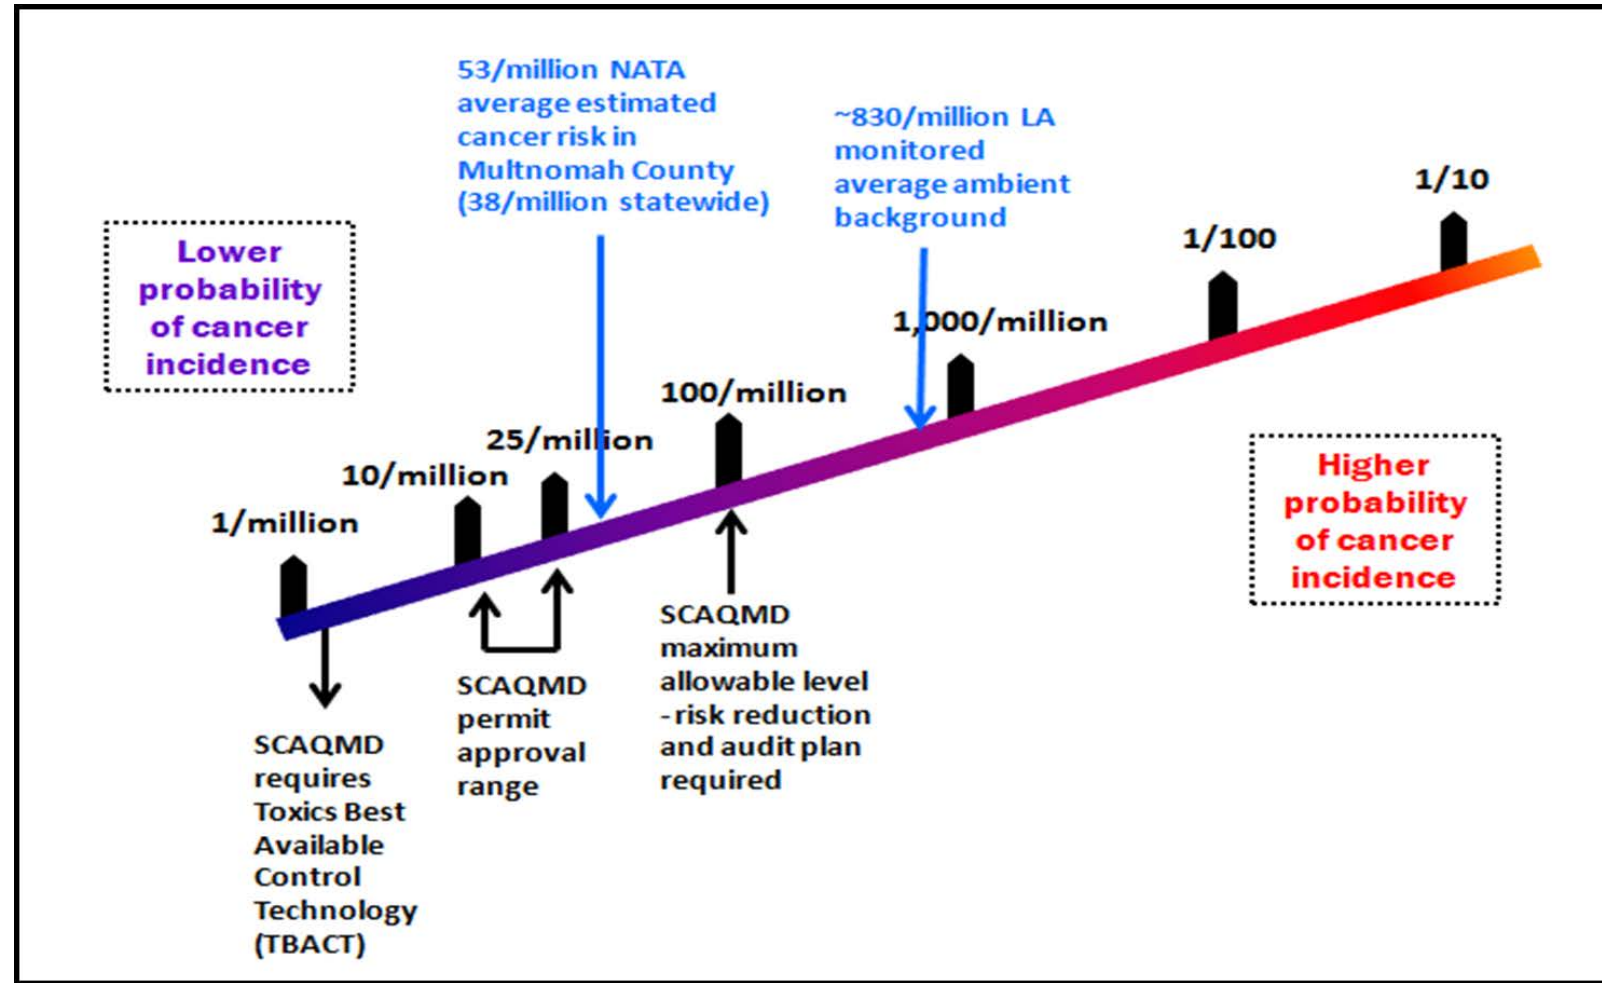 53/million NATA
average estimated
cancer risk in
Multnomah County
(38/million statewide)
~830/million LA
monitored
average ambient
background
1/10
1/100
Lower
probability
of cancer
incidence
1,000/million
100/million
25/million
10/million
1/million
Higher
probability
of cancer
incidence
SCAQMD
requires
Toxics Best
Available
Control
Technology
(TBACT)
SCAQMD
permit
approval
range
SCAQMD
maximum
allowable level
- risk reduction
and audit plan
required